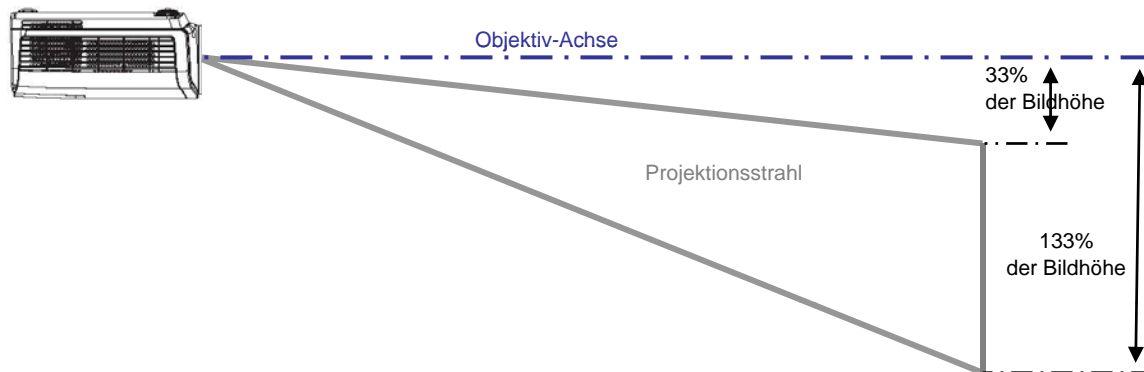 Objektiv-Achse
33%
der Bildhöhe
Projektionsstrahl
133%
der Bildhöhe